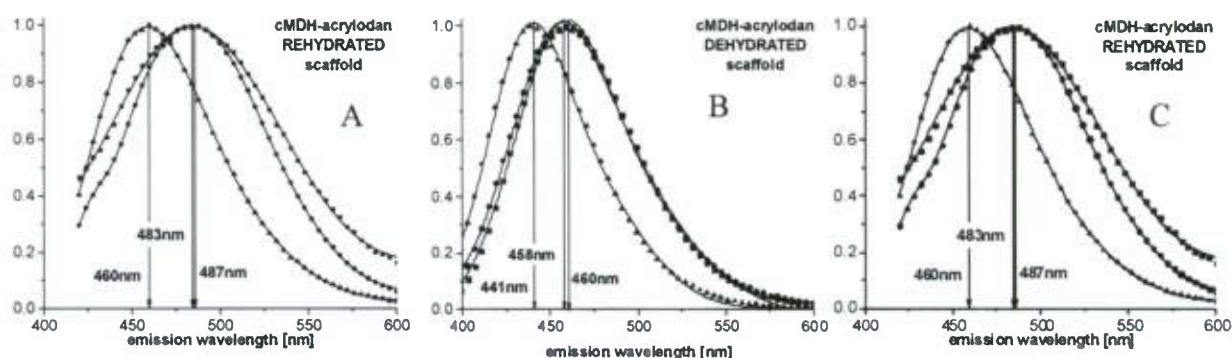 1.0
0.8
0.6
0.4
0.2
0.0
cMDH-acrylodan
REHYDRATED
scaffold
A
483nm
460nm
487nm
400 450 500 550 600
emission wavelength [nm]
1.0
0.8
0.6
0.4
0.2
0.0
cMDH-acrylodan
DEHYDRATED
scaffold
B
458nm
441nm
460nm
400 450 500 550 600
emission wavelength [nm]
1.0
0.8
0.6
0.4
0.2
0.0
cMDH-acrylodan
REHYDRATED
scaffold
C
483nm
460nm
487nm
400 450 500 550 600
emission wavelength [nm]